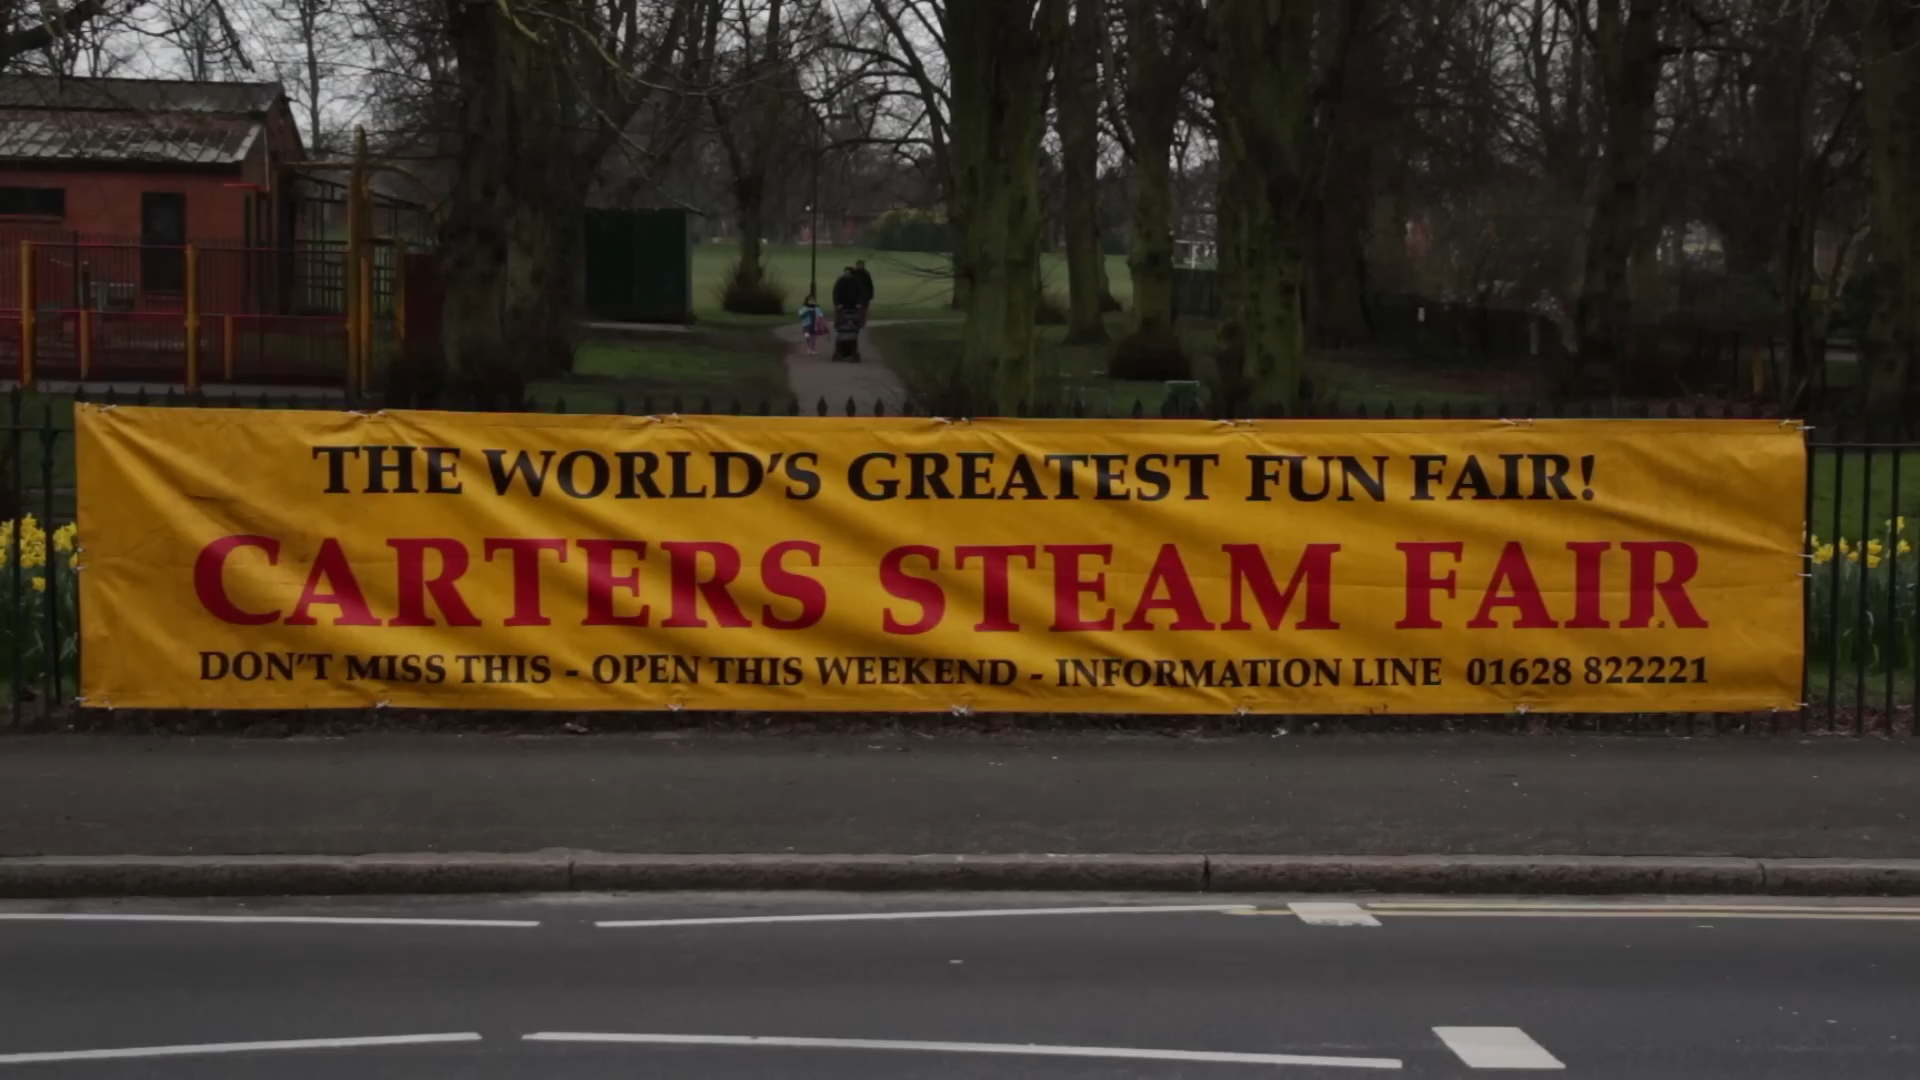 THE WORLD'S GREATEST FUN FAIR!
CARTERS STEAM FAIR
DON'T MISS THIS - OPEN THIS WEEKEND - INFORMATION LINE 01628 822221